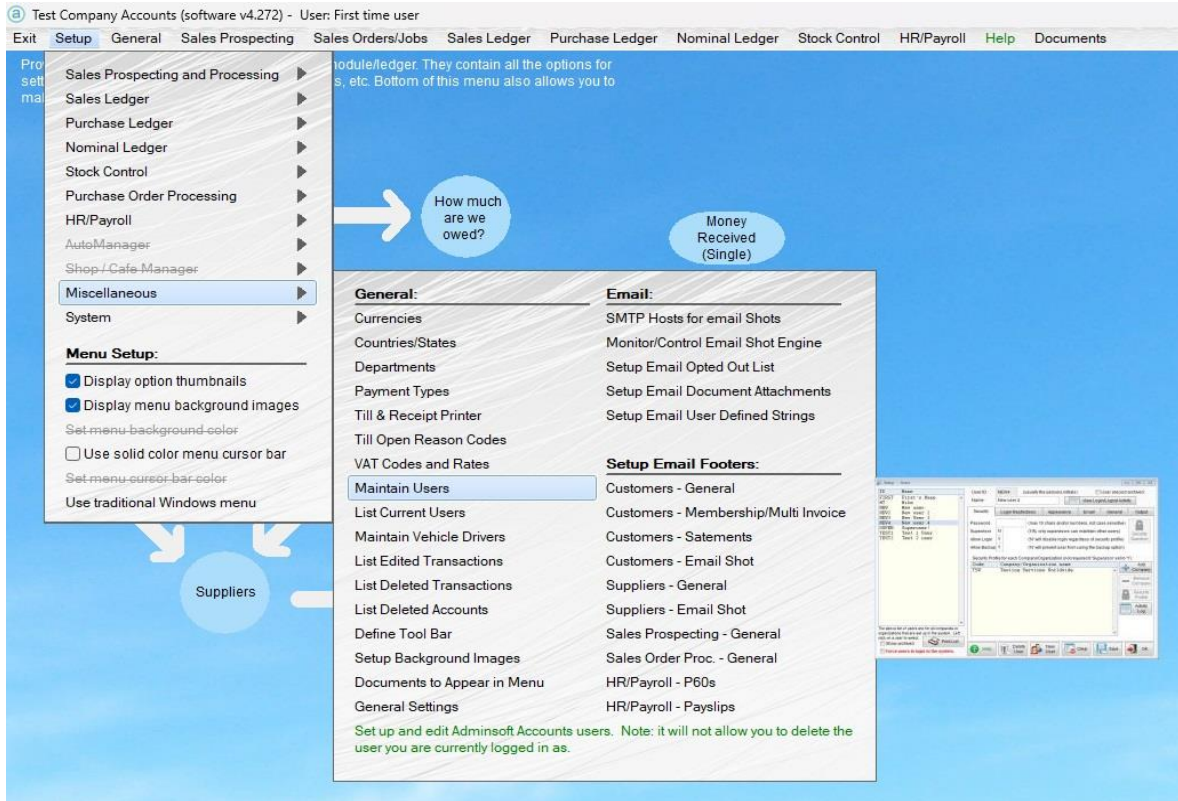 Test Company Accounts (software v4.272) - User: First time user
Exit Setup General Sales Prospecting Sales Orders/Jobs Sales Ledger Purchase Ledger Nominal Ledger Stock Control HR/Payroll Help Documents
They contain all the options for
etc. Bottom of this menu also allows you to
Sales Prospecting and Processing
Sales Ledger
Purchase Ledger
Nominal Ledger
Stock Control
Purchase Order Processing
HR/Payroll
AutoManager
Shop / Cafe Manager
Miscellaneous
System
Menu Setup:
Display option thumbnails
Display menu background images
Set menu background color
Use solid color menu cursor bar
Set menu cursor bar color
Use traditional Windows menu
How much
are we
owed?
Money
Received
(Single)
Suppliers
General:
Currencies
Countries/States
Departments
Payment Types
Till & Receipt Printer
Till Open Reason Codes
VAT Codes and Rates
Maintain Users
List Current Users
Maintain Vehicle Drivers
List Edited Transactions
List Deleted Transactions
List Deleted Accounts
Define Tool Bar
Setup Background Images
Documents to Appear in Menu
General Settings
Email:
SMTP Hosts for email Shots
Monitor/Control Email Shot Engine
Setup Email Opted Out List
Setup Email Document Attachments
Setup Email User Defined Strings
Setup Email Footers:
Customers - General
Customers - Membership/Multi Invoice
Customers - Satements
Customers - Email Shot
Suppliers - General
Suppliers - Email Shot
Sales Prospecting - General
Sales Order Proc. - General
HR/Payroll - P60s
HR/Payroll - Payslips
Set up and edit Adminsoft Accounts users. Note: it will not allow you to delete the
user you are currently logged in as.